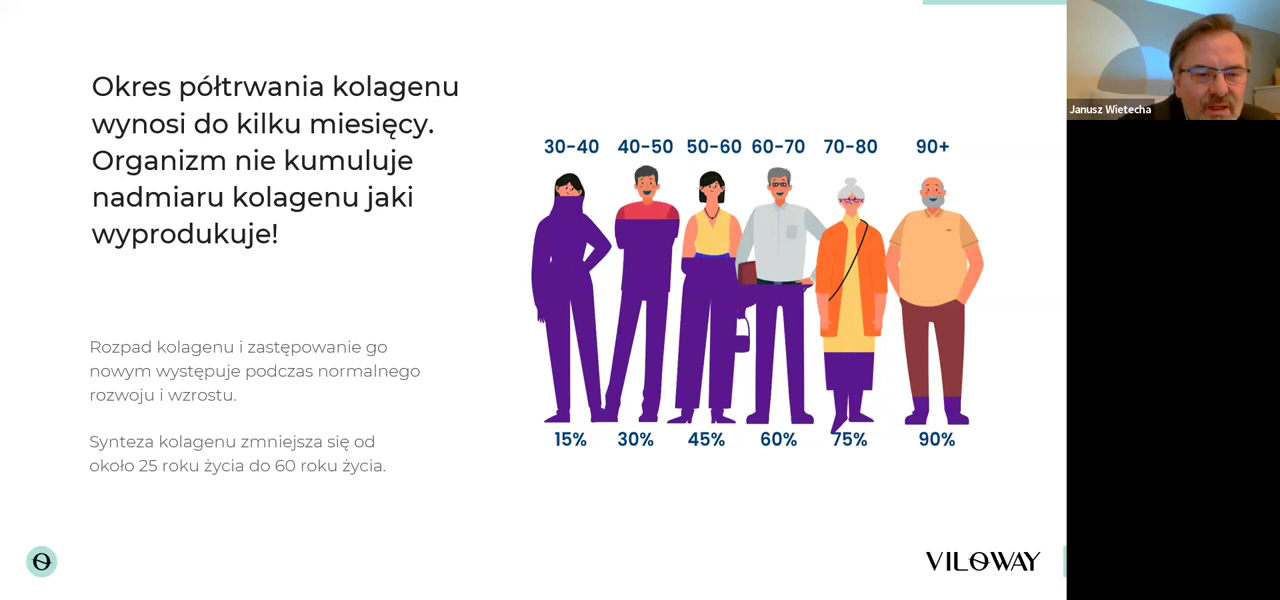 Okres półtrwania kolagenu
wynosi do kilku miesięcy.
Organizm nie kumuluje
nadmiaru kolagenu jaki
wyprodukuje!
Rozpad kolagenu i zastępowanie go
nowym występuje podczas normalnego
rozwoju i wzrostu.
Synteza kolagenu zmniejsza się od
około 25 roku życia do 60 roku życia.
30-40 40-50 50-60 60-70 70-80 90+
15% 30% 45% 60% 75% 90%
VILOWAY
Janusz Wietecha